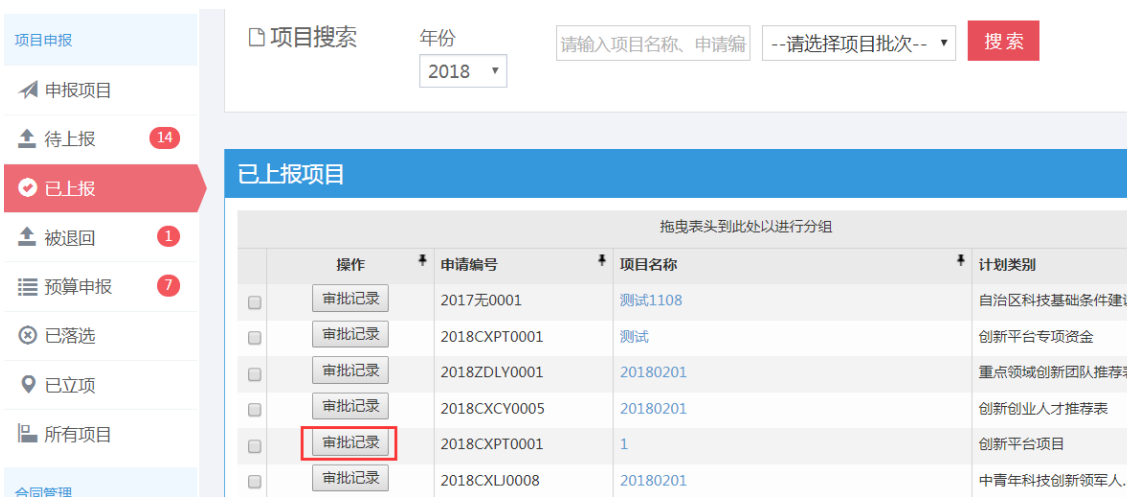 项目申报
申报项目
待上报 14
已上报
被退回 1
预算申报 7
已落选
已立项
所有项目
合同管理
项目搜索
年份
2018
请输入项目名称、申请编
--请选择项目批次--
搜索
已上报项目
拖曳表头到此处以进行分组
操作 申请编号 项目名称 计划类别
审批记录 2017无0001 测试1108 自治区科技基础条件建设
审批记录 2018CXPT0001 测试 创新平台专项资金
审批记录 2018ZDLY0001 20180201 重点领域创新团队推荐表
审批记录 2018CXCY0005 20180201 创新创业人才推荐表
审批记录 2018CXPT0001 1 创新平台项目
审批记录 2018CXLJ0008 20180201 中青年科技创新领军人...